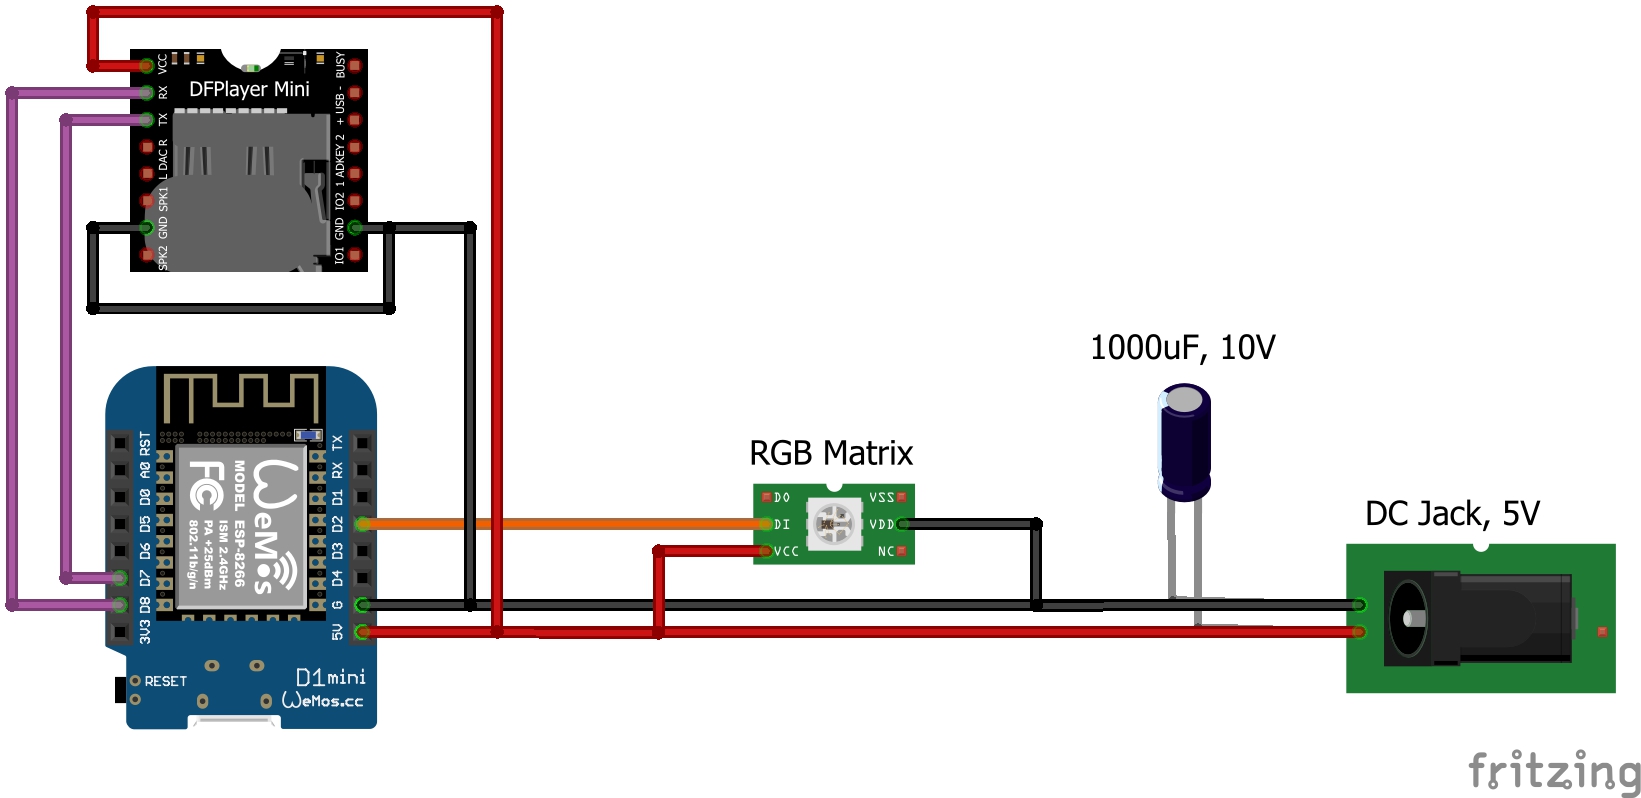 DFPlayer Mini
VCC
RX
TX
DAC R
L
SPK1
GND
SPK2
BUSY
USB -
+
ADKEY 2
1
IO2
GND
IO1
RST
A0
D0
D5
D6
D7
D8
3V3
TX
RX
D1
D2
D3
D4
G
5V
WeMos
MODEL ESP-8266
ISM 2.4GHz
PA +25dBm
802.11b/g/n
FC
RESET
D1mini
WeMos.cc
RGB Matrix
DO
DI
VCC
VSS
VDD
NC
1000uF, 10V
DC Jack, 5V
fritzing